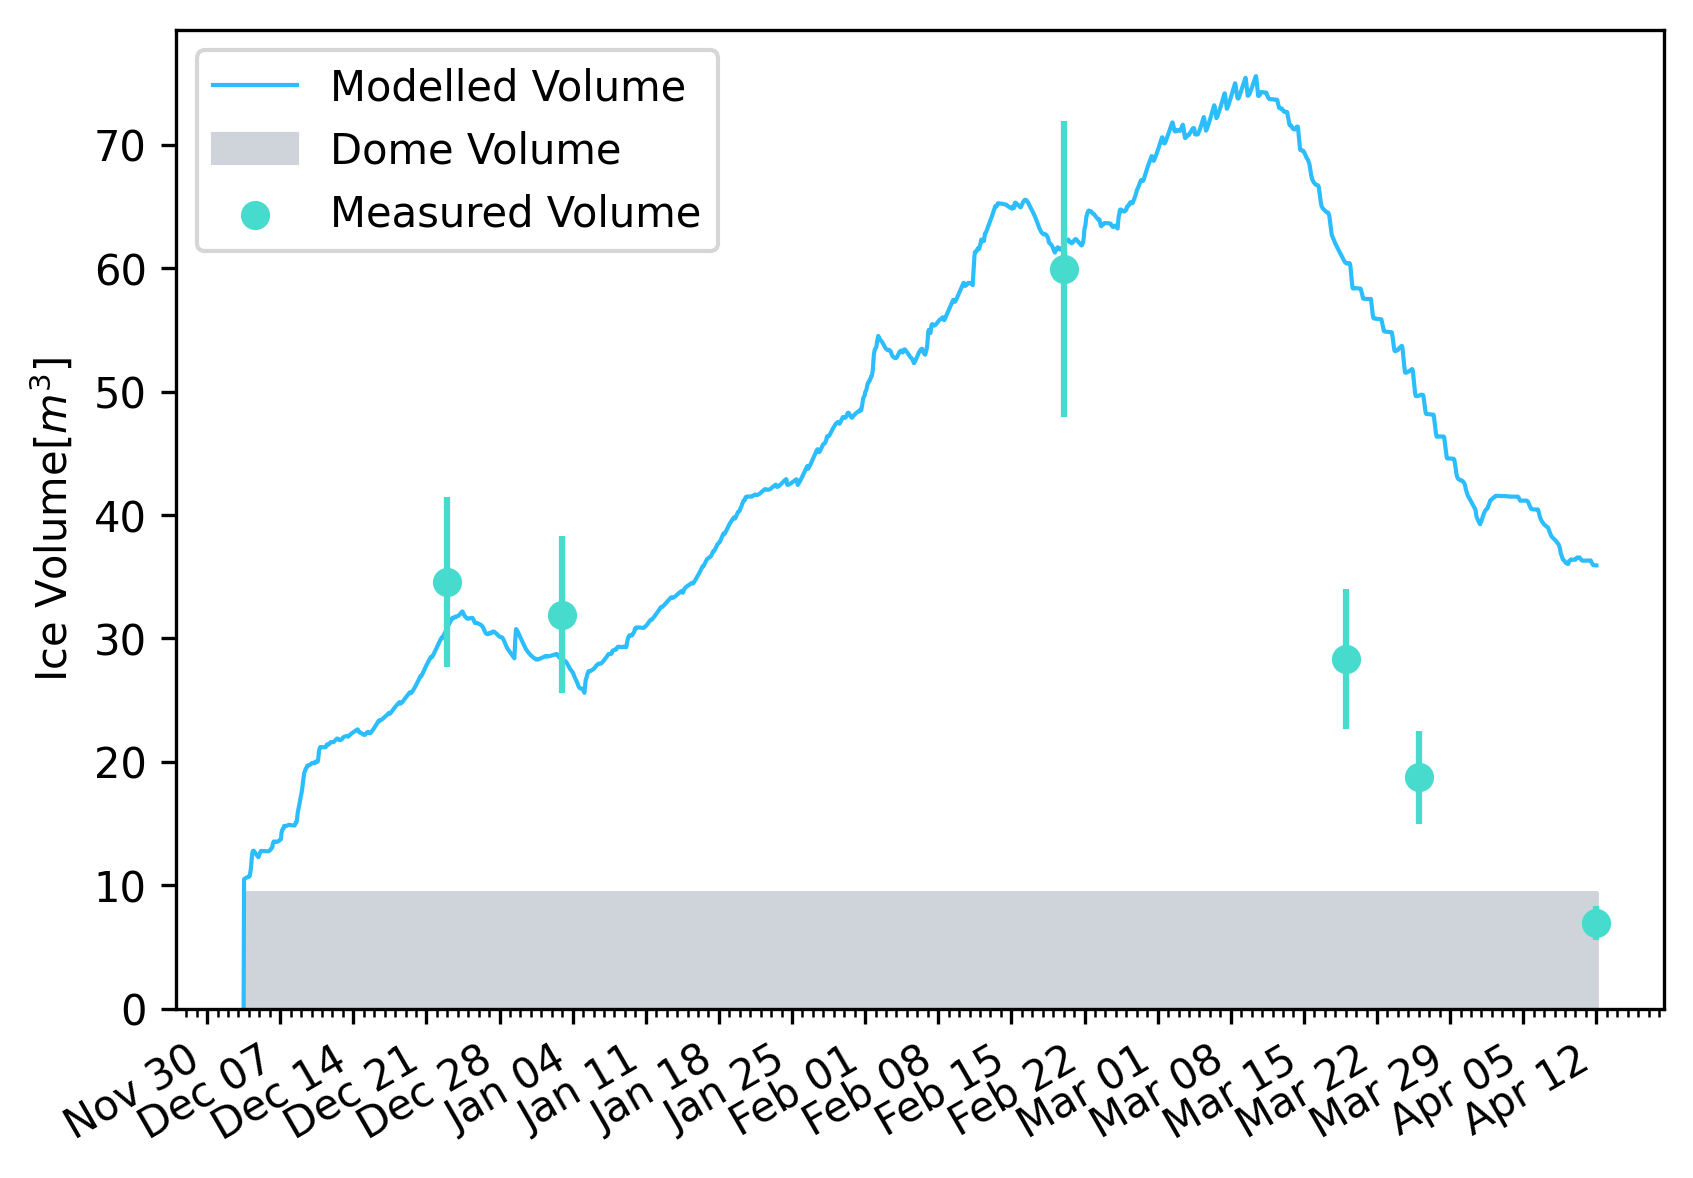 Modelled Volume
Dome Volume
Measured Volume
Ice Volume[m³]
70
60
50
40
30
20
10
0
Nov 30
Dec 07
Dec 14
Dec 21
Dec 28
Jan 04
Jan 11
Jan 18
Jan 25
Feb 01
Feb 08
Feb 15
Feb 22
Mar 01
Mar 08
Mar 15
Mar 22
Mar 29
Apr 05
Apr 12